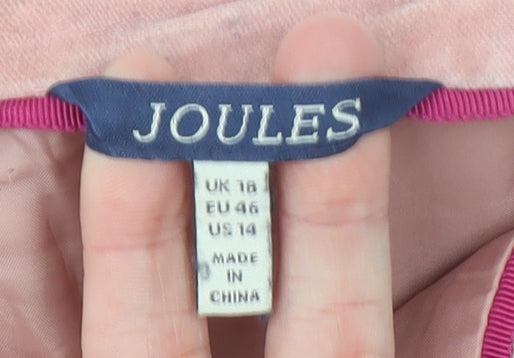 JOULES
UK 18
EU 46
US 14
MADE
IN
CHINA